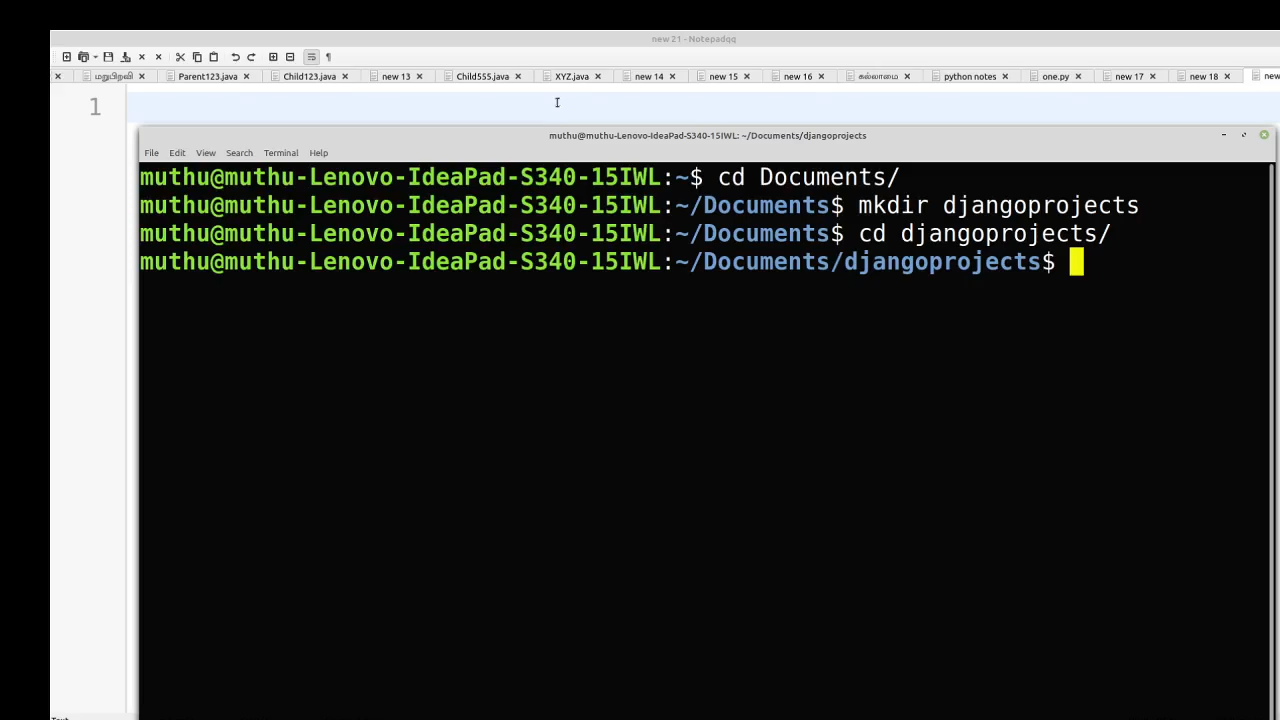 new 21 - Notepadqq
மறுபிறவி Parent123.java Child123.java new 13 Child555.java XYZ.java new 14 new 15 new 16 கல்லாமை python notes one.py new 17 new 18 new
1
muthu@muthu-Lenovo-IdeaPad-S340-15IWL: ~/Documents/djangoprojects
File Edit View Search Terminal Help
muthu@muthu-Lenovo-IdeaPad-S340-15IWL:~$ cd Documents/
muthu@muthu-Lenovo-IdeaPad-S340-15IWL:~/Documents$ mkdir djangoprojects
muthu@muthu-Lenovo-IdeaPad-S340-15IWL:~/Documents$ cd djangoprojects/
muthu@muthu-Lenovo-IdeaPad-S340-15IWL:~/Documents/djangoprojects$